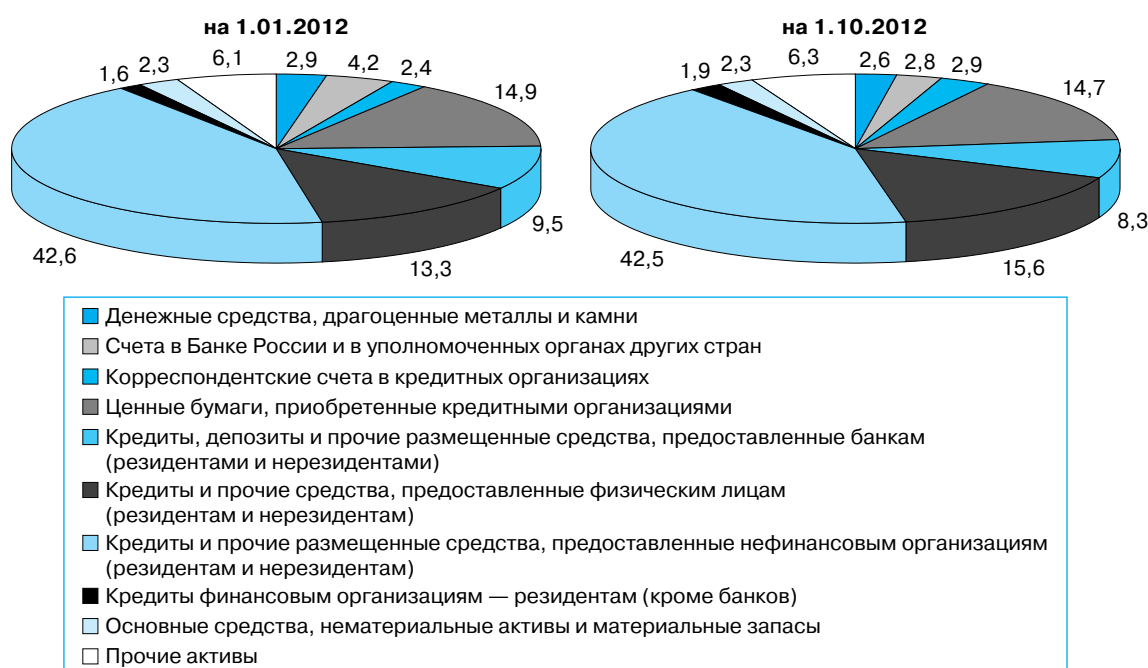 на 1.01.2012
2,9
4,2
2,4
14,9
9,5
13,3
42,6
1,6
2,3
6,1
на 1.10.2012
2,6
2,8
2,9
14,7
8,3
15,6
42,5
1,9
2,3
6,3
Денежные средства, драгоценные металлы и камни
Счета в Банке России и в уполномоченных органах других стран
Корреспондентские счета в кредитных организациях
Ценные бумаги, приобретенные кредитными организациями
Кредиты, депозиты и прочие размещенные средства, предоставленные банкам
(резидентами и нерезидентами)
Кредиты и прочие средства, предоставленные физическим лицам
(резидентам и нерезидентам)
Кредиты и прочие размещенные средства, предоставленные нефинансовым организациям
(резидентам и нерезидентам)
Кредиты финансовым организациям — резидентам (кроме банков)
Основные средства, нематериальные активы и материальные запасы
Прочие активы